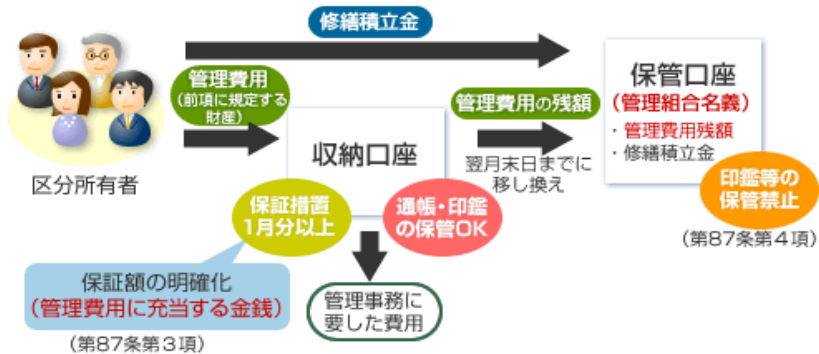 修繕積立金
管理費用
(前項に規定する
財産)
区分所有者
収納口座
保証措置
1月分以上
通帳・印鑑
の保管OK
管理費用の残額
翌月末日までに
移し換え
保管口座
(管理組合名義)
・管理費用残額
・修繕積立金
印鑑等の
保管禁止
(第87条第4項)
保証額の明確化
(管理費用に充当する金銭)
(第87条第3項)
管理事務に
要した費用